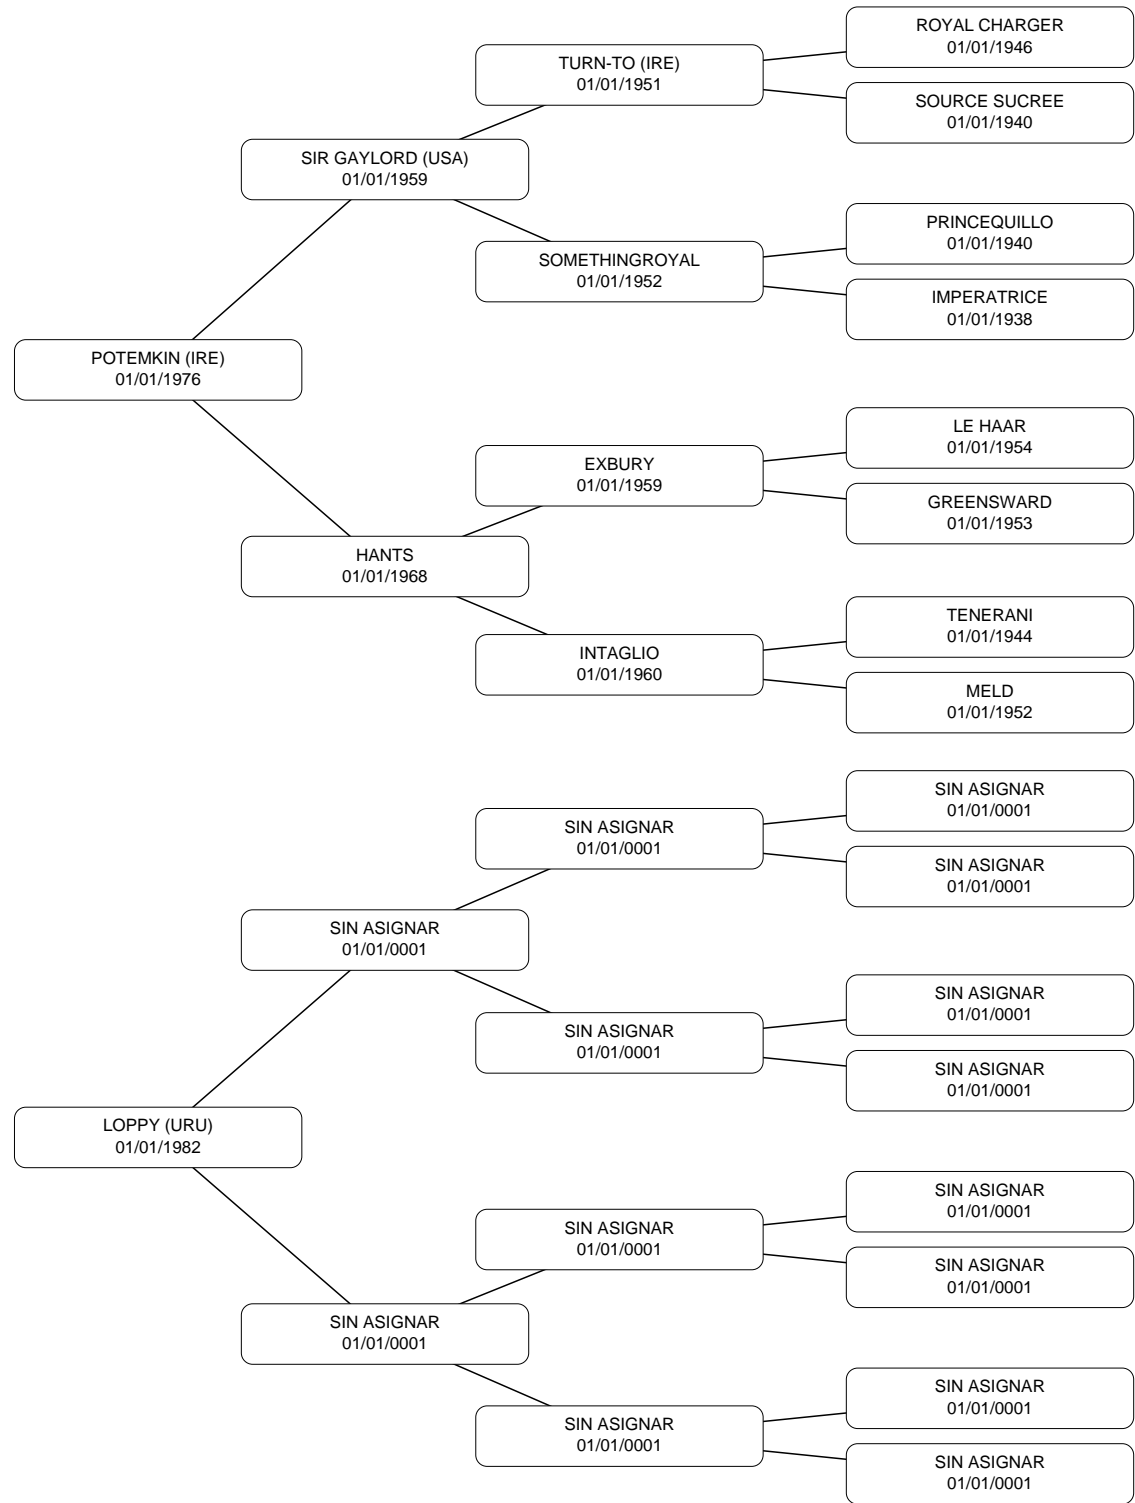 ROYAL CHARGER
01/01/1946
TURN-TO (IRE)
01/01/1951
SOURCE SUCREE
01/01/1940
SIR GAYLORD (USA)
01/01/1959
PRINCEQUILLO
01/01/1940
SOMETHINGROYAL
01/01/1952
IMPERATRICE
01/01/1938
POTEMKIN (IRE)
01/01/1976
LE HAAR
01/01/1954
EXBURY
01/01/1959
GREENSWARD
01/01/1953
HANTS
01/01/1968
TENERANI
01/01/1944
INTAGLIO
01/01/1960
MELD
01/01/1952
SIN ASIGNAR
01/01/0001
SIN ASIGNAR
01/01/0001
SIN ASIGNAR
01/01/0001
SIN ASIGNAR
01/01/0001
SIN ASIGNAR
01/01/0001
SIN ASIGNAR
01/01/0001
SIN ASIGNAR
01/01/0001
LOPPY (URU)
01/01/1982
SIN ASIGNAR
01/01/0001
SIN ASIGNAR
01/01/0001
SIN ASIGNAR
01/01/0001
SIN ASIGNAR
01/01/0001
SIN ASIGNAR
01/01/0001
SIN ASIGNAR
01/01/0001
SIN ASIGNAR
01/01/0001